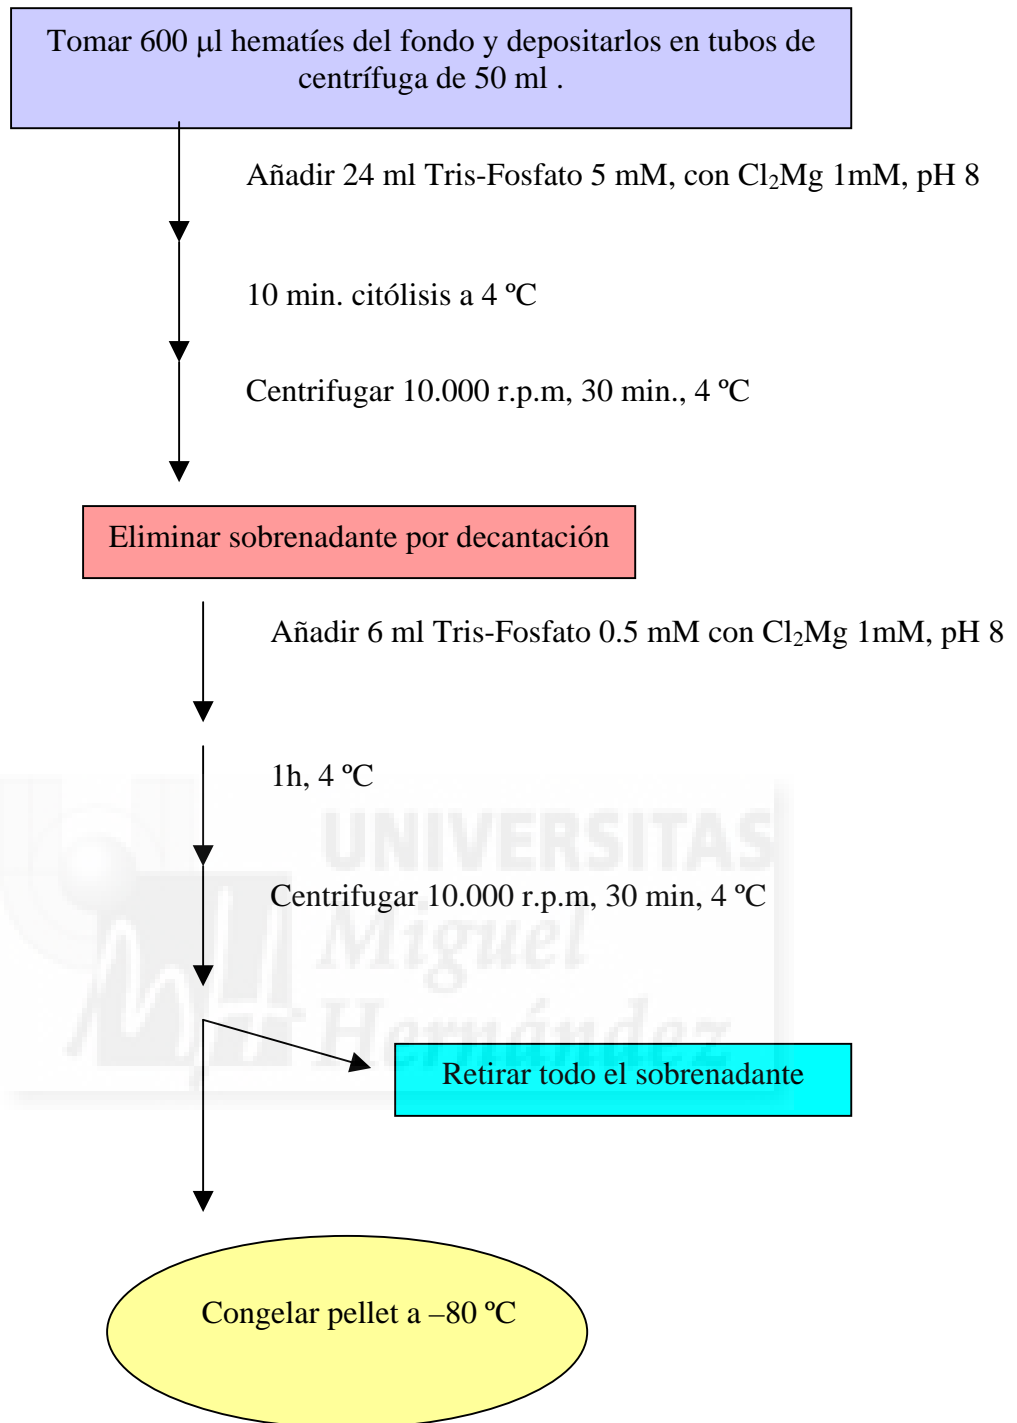 Tomar 600 μl hematíes del fondo y depositarlos en tubos de
centrífuga de 50 ml .
Añadir 24 ml Tris-Fosfato 5 mM, con Cl₂Mg 1mM, pH 8
10 min. citólisis a 4 ºC
Centrifugar 10.000 r.p.m, 30 min., 4 ºC
Eliminar sobrenadante por decantación
Añadir 6 ml Tris-Fosfato 0.5 mM con Cl₂Mg 1mM, pH 8
1h, 4 ºC
UNIVERSITAS
Centrifugar 10.000 r.p.m, 30 min, 4 ºC
Miguel
Hernández
Retirar todo el sobrenadante
Congelar pellet a –80 ºC